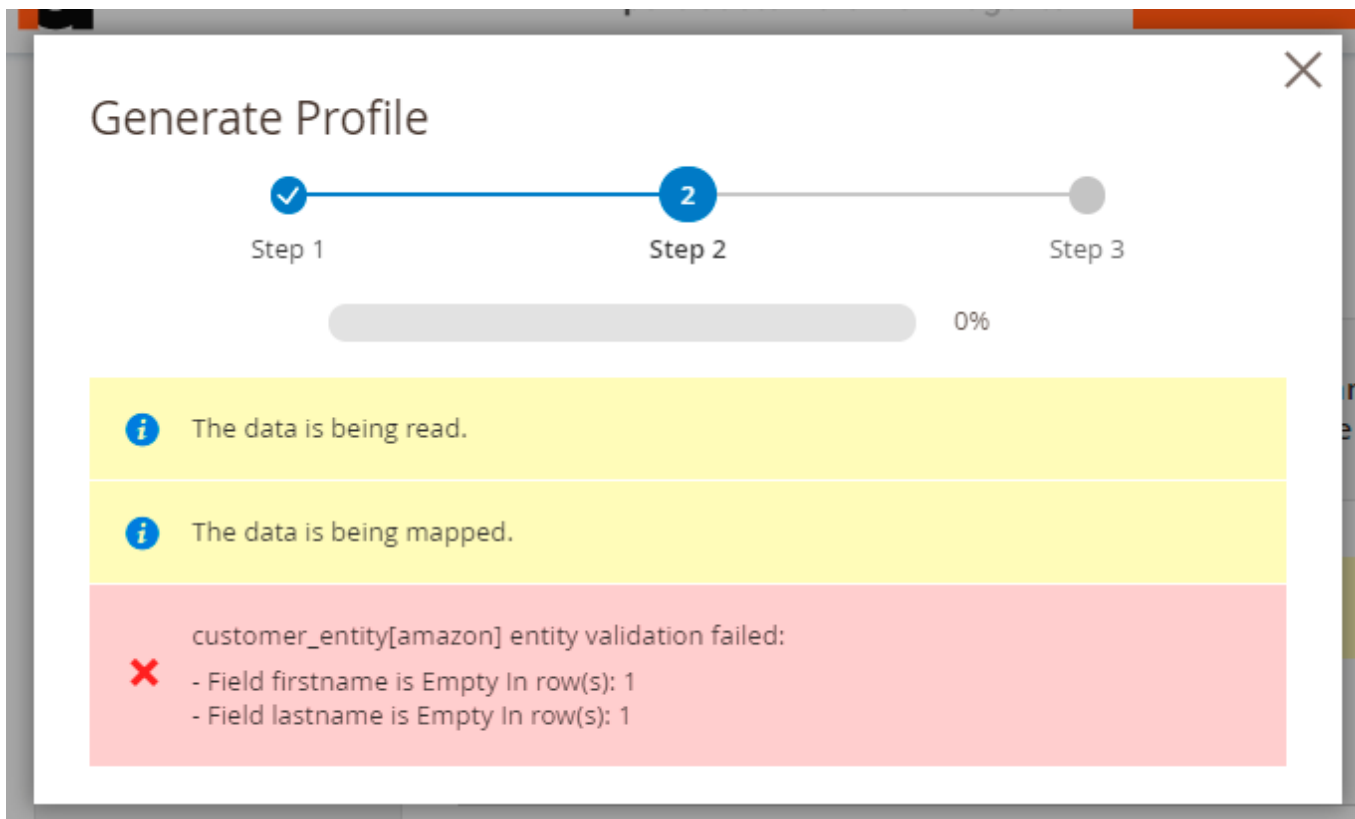 Generate Profile
2
Step 1
Step 2
Step 3
0%
The data is being read.
The data is being mapped.
customer_entity[amazon] entity validation failed:
- Field firstname is Empty In row(s): 1
- Field lastname is Empty In row(s): 1